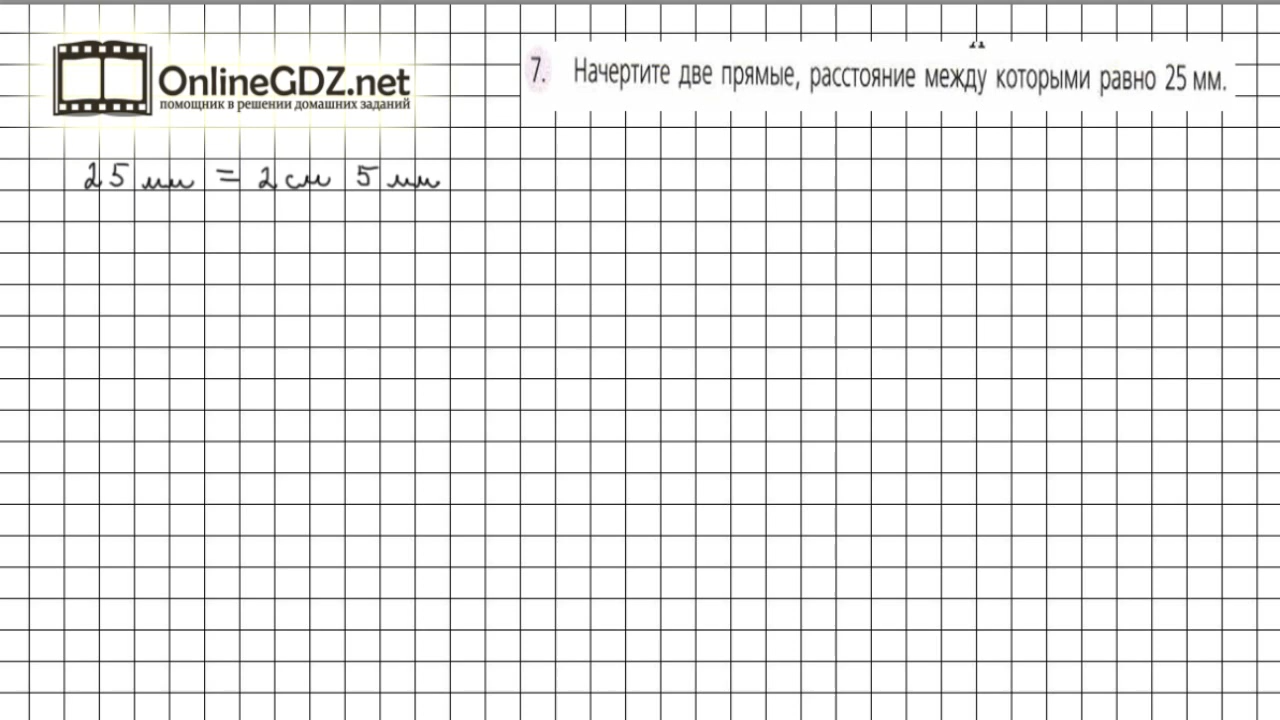 OnlineGDZ.net
помощник в решении домашних заданий
7. Начертите две прямые, расстояние между которыми равно 25 мм.
25 мм = 2 см 5 мм